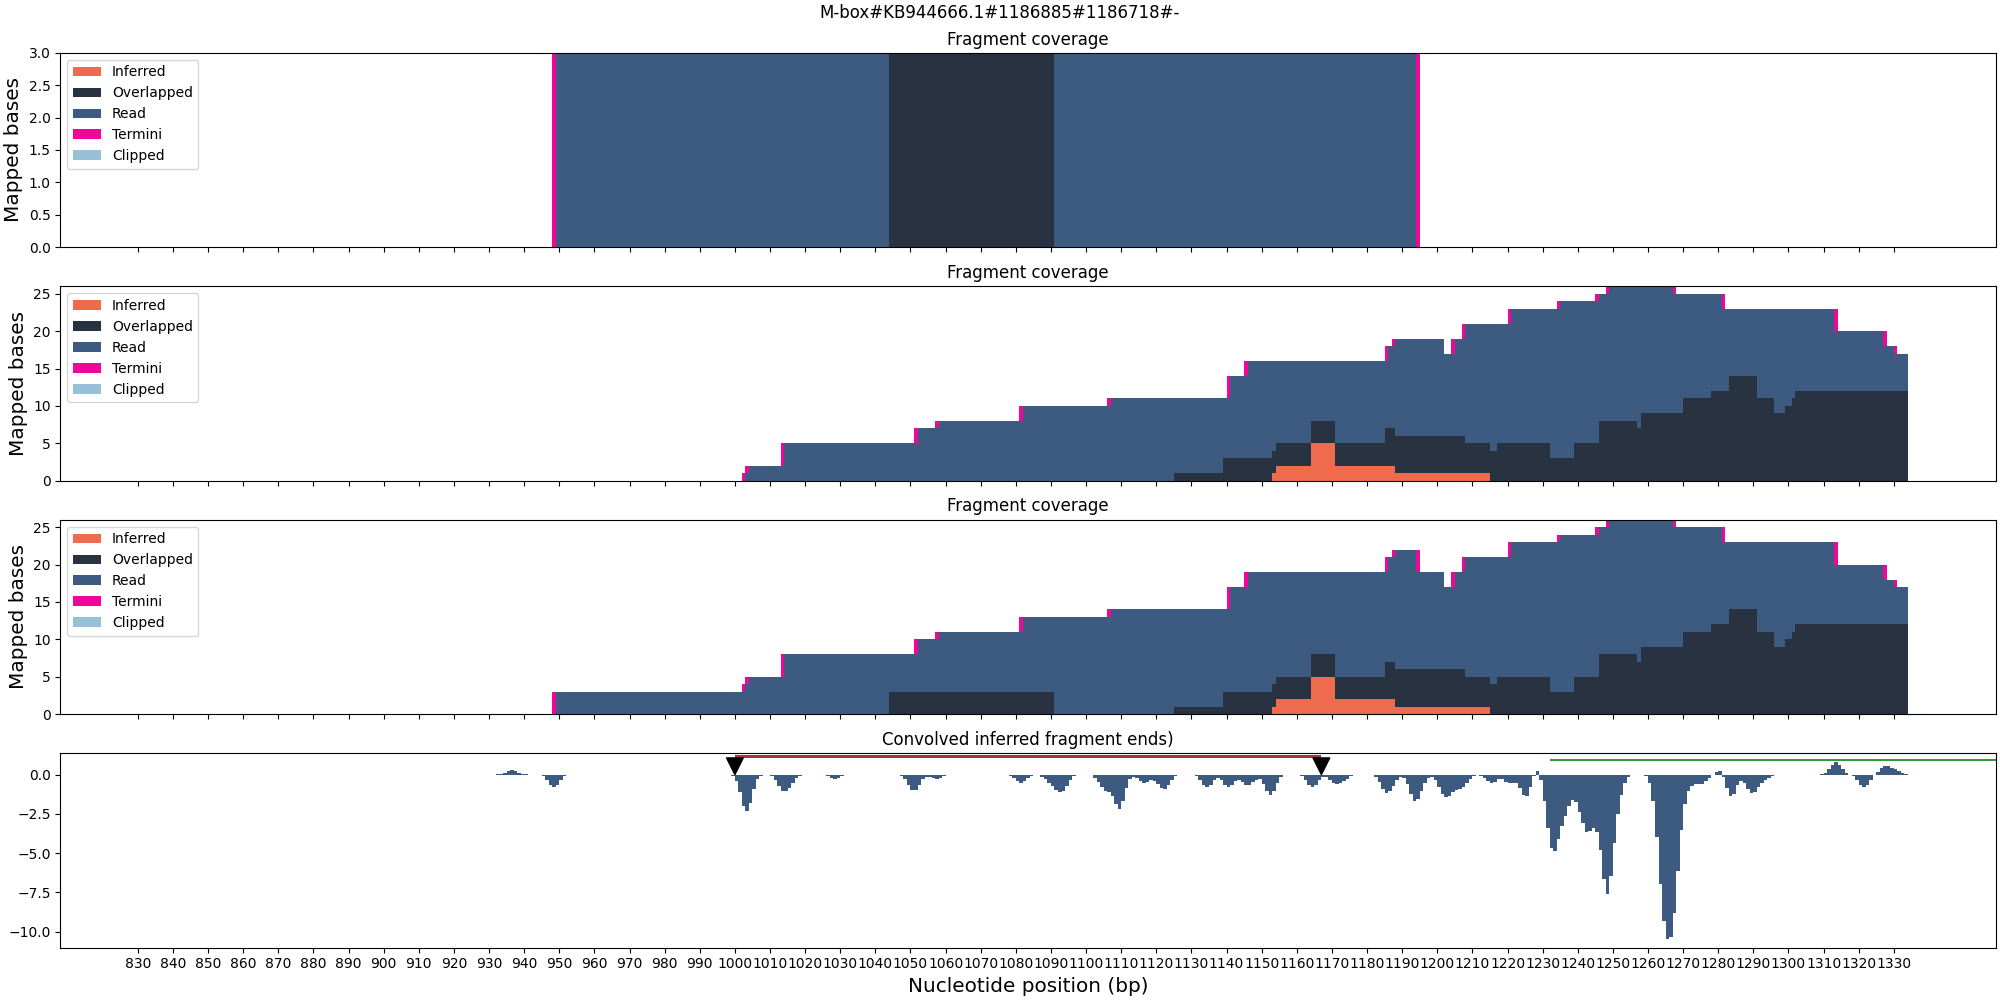 M-box#KB944666.1#1186885#1186718#-
Fragment coverage
Mapped bases
3.0
2.5
2.0
1.5
1.0
0.5
0.0
Inferred
Overlapped
Read
Termini
Clipped
Fragment coverage
Mapped bases
25
20
15
10
5
0
Inferred
Overlapped
Read
Termini
Clipped
Fragment coverage
Mapped bases
25
20
15
10
5
0
Inferred
Overlapped
Read
Termini
Clipped
Convolved inferred fragment ends)
0.0
−2.5
−5.0
−7.5
−10.0
830 840 850 860 870 880 890 900 910 920 930 940 950 960 970 980 990 1000 1010 1020 1030 1040 1050 1060 1070 1080 1090 1100 1110 1120 1130 1140 1150 1160 1170 1180 1190 1200 1210 1220 1230 1240 1250 1260 1270 1280 1290 1300 1310 1320 1330
Nucleotide position (bp)